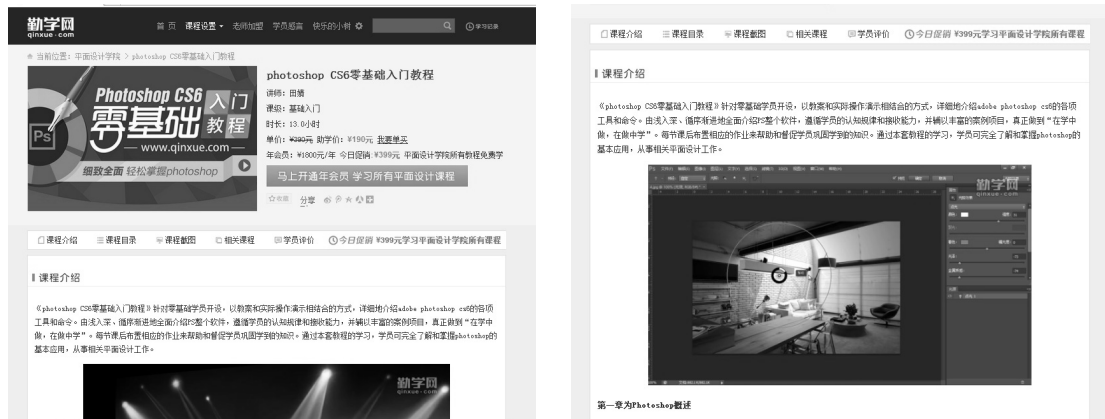 勤学网
qinxue·com
首 页 课程设置 老师加盟 学员感言 快乐的小树
学习记录
当前位置：平面设计学院 > photoshop CS6零基础入门教程
Photoshop CS6
零基础
入门
教程
www.qinxue.com
细致全面 轻松掌握photoshop
Ps
photoshop CS6零基础入门教程
讲师：田婧
课级：基础入门
时长：13.0小时
单价：¥390元 助学价：¥190元 我要单买
年会员：¥1800元/年 今日促销：¥399元 平面设计学院所有教程免费学
马上开通年会员 学习所有平面设计课程
收藏 分享
课程介绍 课程目录 课程截图 相关课程 学员评价 今日促销 ¥399元学习平面设计学院所有课程
课程介绍
《photoshop CS6零基础入门教程》针对零基础学员开设，以教案和实际操作演示相结合的方式，详细地介绍adobe photoshop cs6的各项
工具和命令。由浅入深、循序渐进地全面介绍PS整个软件，遵循学员的认知规律和接收能力，并辅以丰富的案例项目，真正做到“在学中
做，在做中学”。每节课后布置相应的作业来帮助和督促学员巩固学到的知识。通过本套教程的学习，学员可完全了解和掌握photoshop的
基本应用，从事相关平面设计工作。
勤学网
qinxue·com
课程介绍 课程目录 课程截图 相关课程 学员评价 今日促销 ¥399元学习平面设计学院所有课程
课程介绍
《photoshop CS6零基础入门教程》针对零基础学员开设，以教案和实际操作演示相结合的方式，详细地介绍adobe photoshop cs6的各项
工具和命令。由浅入深、循序渐进地全面介绍PS整个软件，遵循学员的认知规律和接收能力，并辅以丰富的案例项目，真正做到“在学中
做，在做中学”。每节课后布置相应的作业来帮助和督促学员巩固学到的知识。通过本套教程的学习，学员可完全了解和掌握photoshop的
基本应用，从事相关平面设计工作。
勤学网
qinxue·com
第一章为Photoshop概述